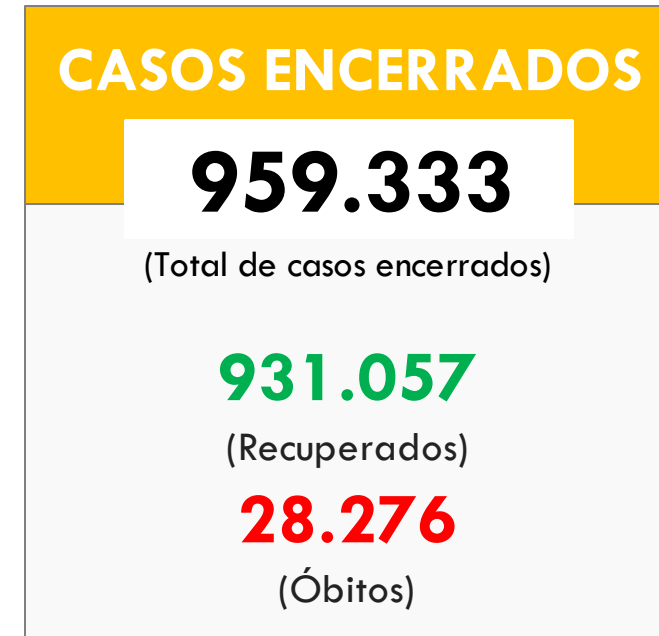 CASOS ENCERRADOS
959.333
(Total de casos encerrados)
931.057
(Recuperados)
28.276
(Óbitos)